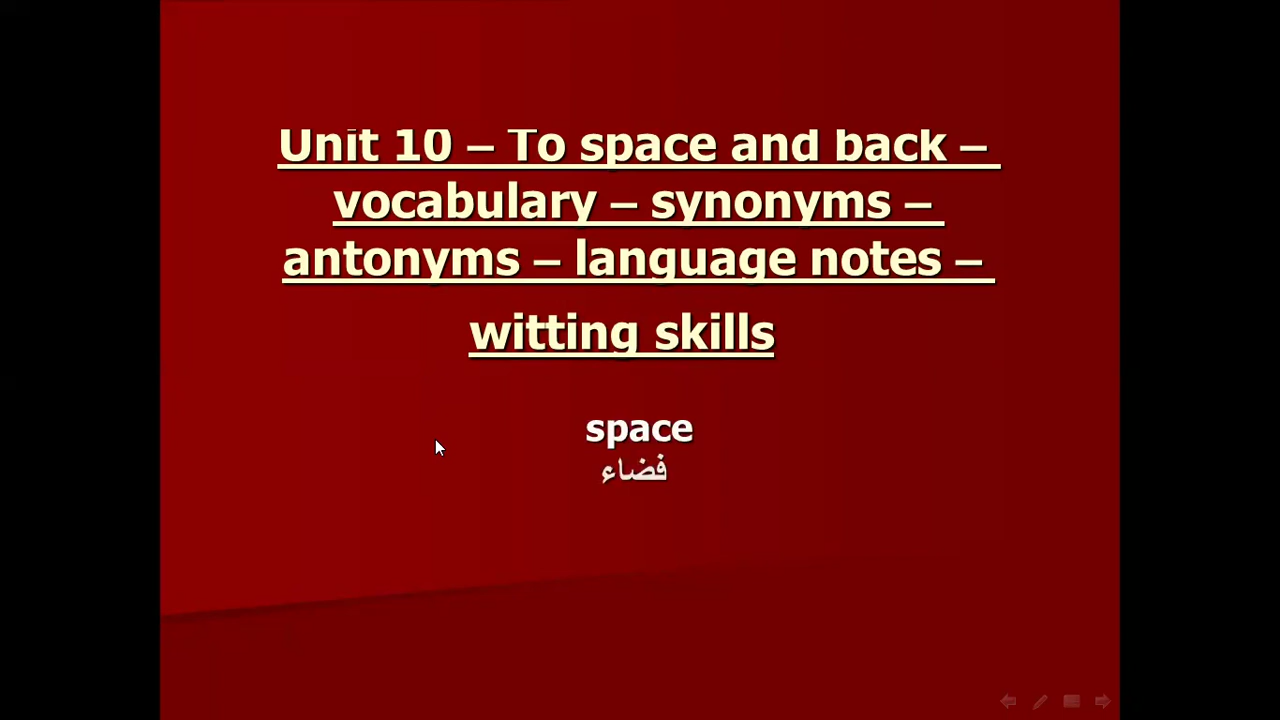 Unit 10 – To space and back –
vocabulary – synonyms –
antonyms – language notes –
witting skills
space
فضاء